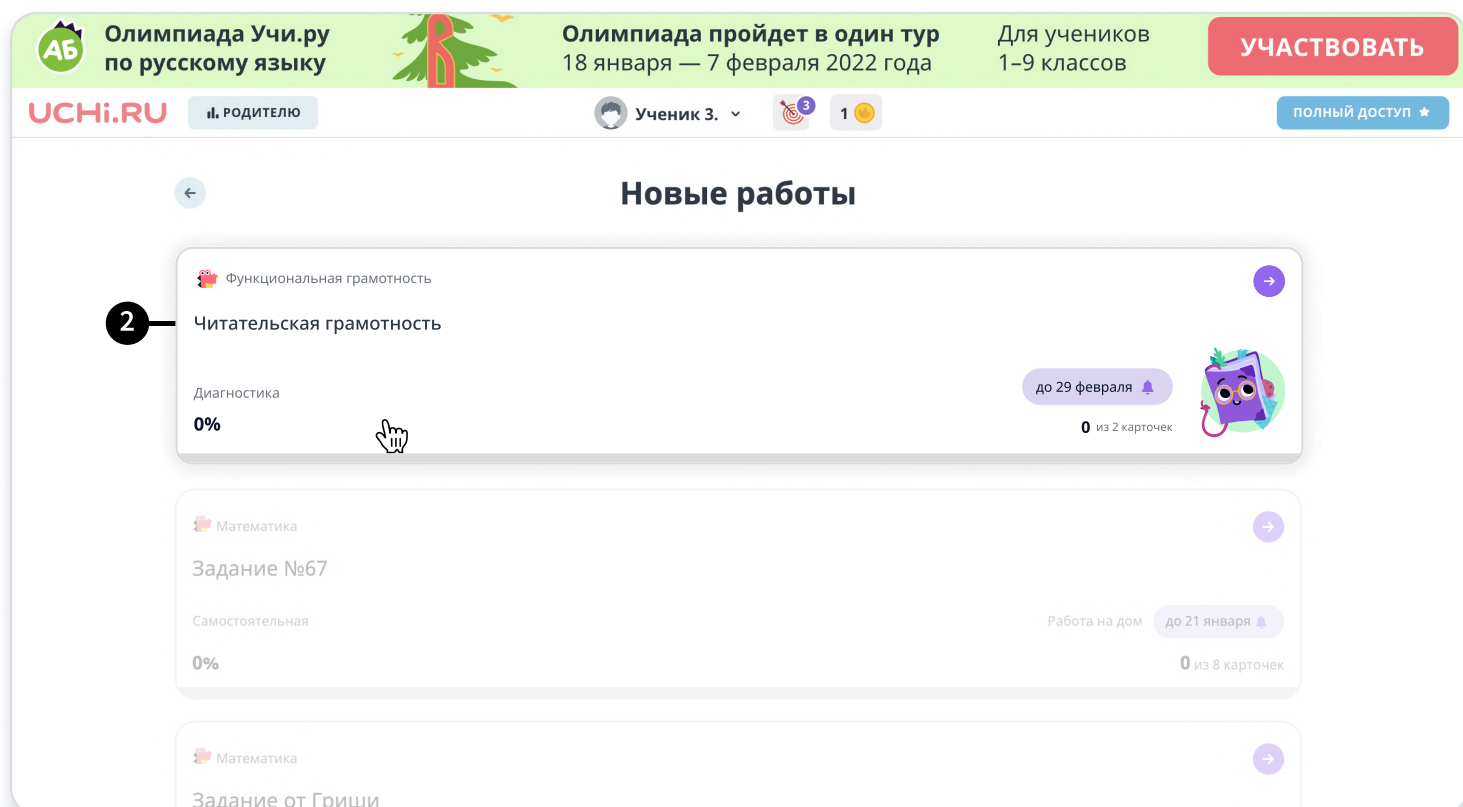 АБ
Олимпиада Учи.ру
по русскому языку
Олимпиада пройдет в один тур
18 января — 7 февраля 2022 года
Для учеников
1–9 классов
УЧАСТВОВАТЬ
UCHi.RU
РОДИТЕЛЮ
Ученик З.
3
1
ПОЛНЫЙ ДОСТУП
Новые работы
Функциональная грамотность
2
Читательская грамотность
Диагностика
до 29 февраля
0%
0 из 2 карточек
Математика
Задание №67
Самостоятельная
Работа на дом
до 21 января
0%
0 из 8 карточек
Математика
Задание от Гриши